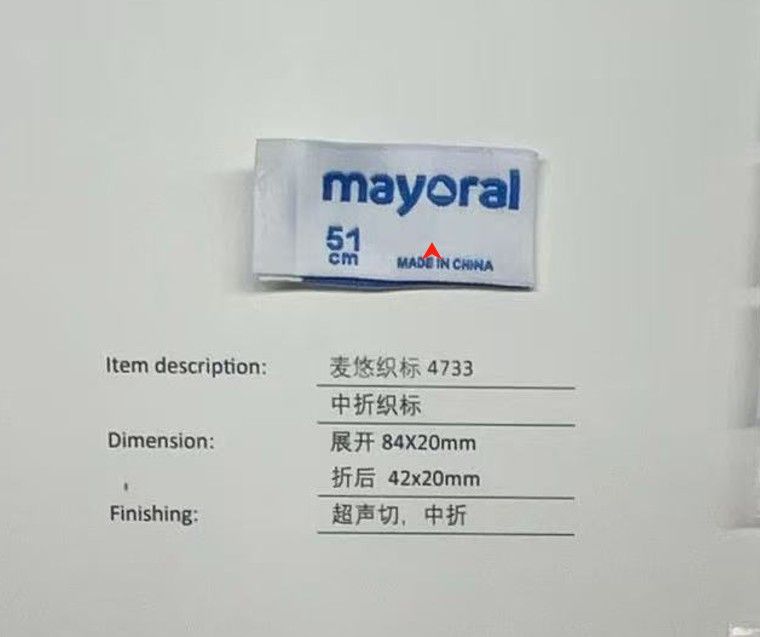 mayoral
51
cm
MADE IN CHINA
Item description: 麦悠织标 4733
中折织标
Dimension: 展开 84X20mm
折后 42x20mm
Finishing: 超声切, 中折